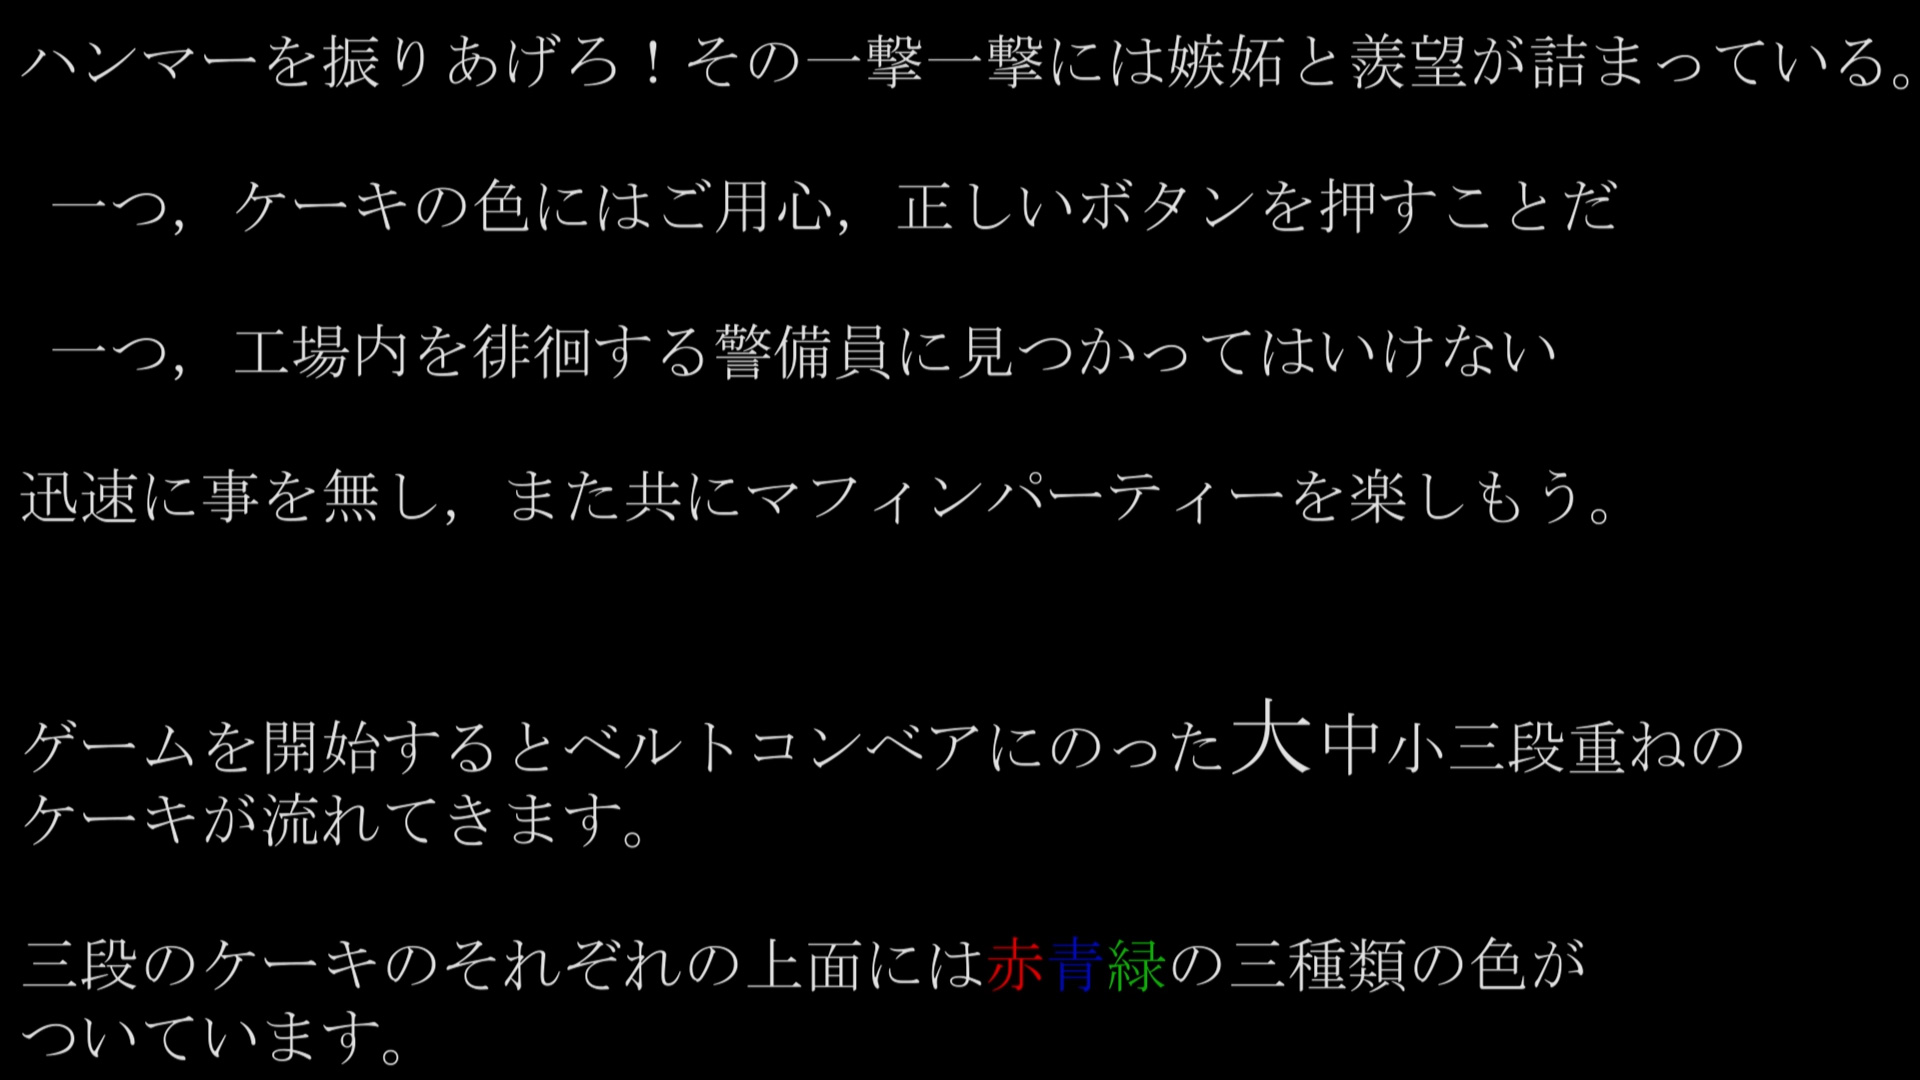 ハンマーを振りあげろ！その一撃一撃には嫉妬と羨望が詰まっている。
一つ，ケーキの色にはご用心，正しいボタンを押すことだ
一つ，工場内を徘徊する警備員に見つかってはいけない
迅速に事を無し，また共にマフィンパーティーを楽しもう。
ゲームを開始するとベルトコンベアにのった大中小三段重ねの
ケーキが流れてきます。
三段のケーキのそれぞれの上面には赤青緑の三種類の色が
ついています。